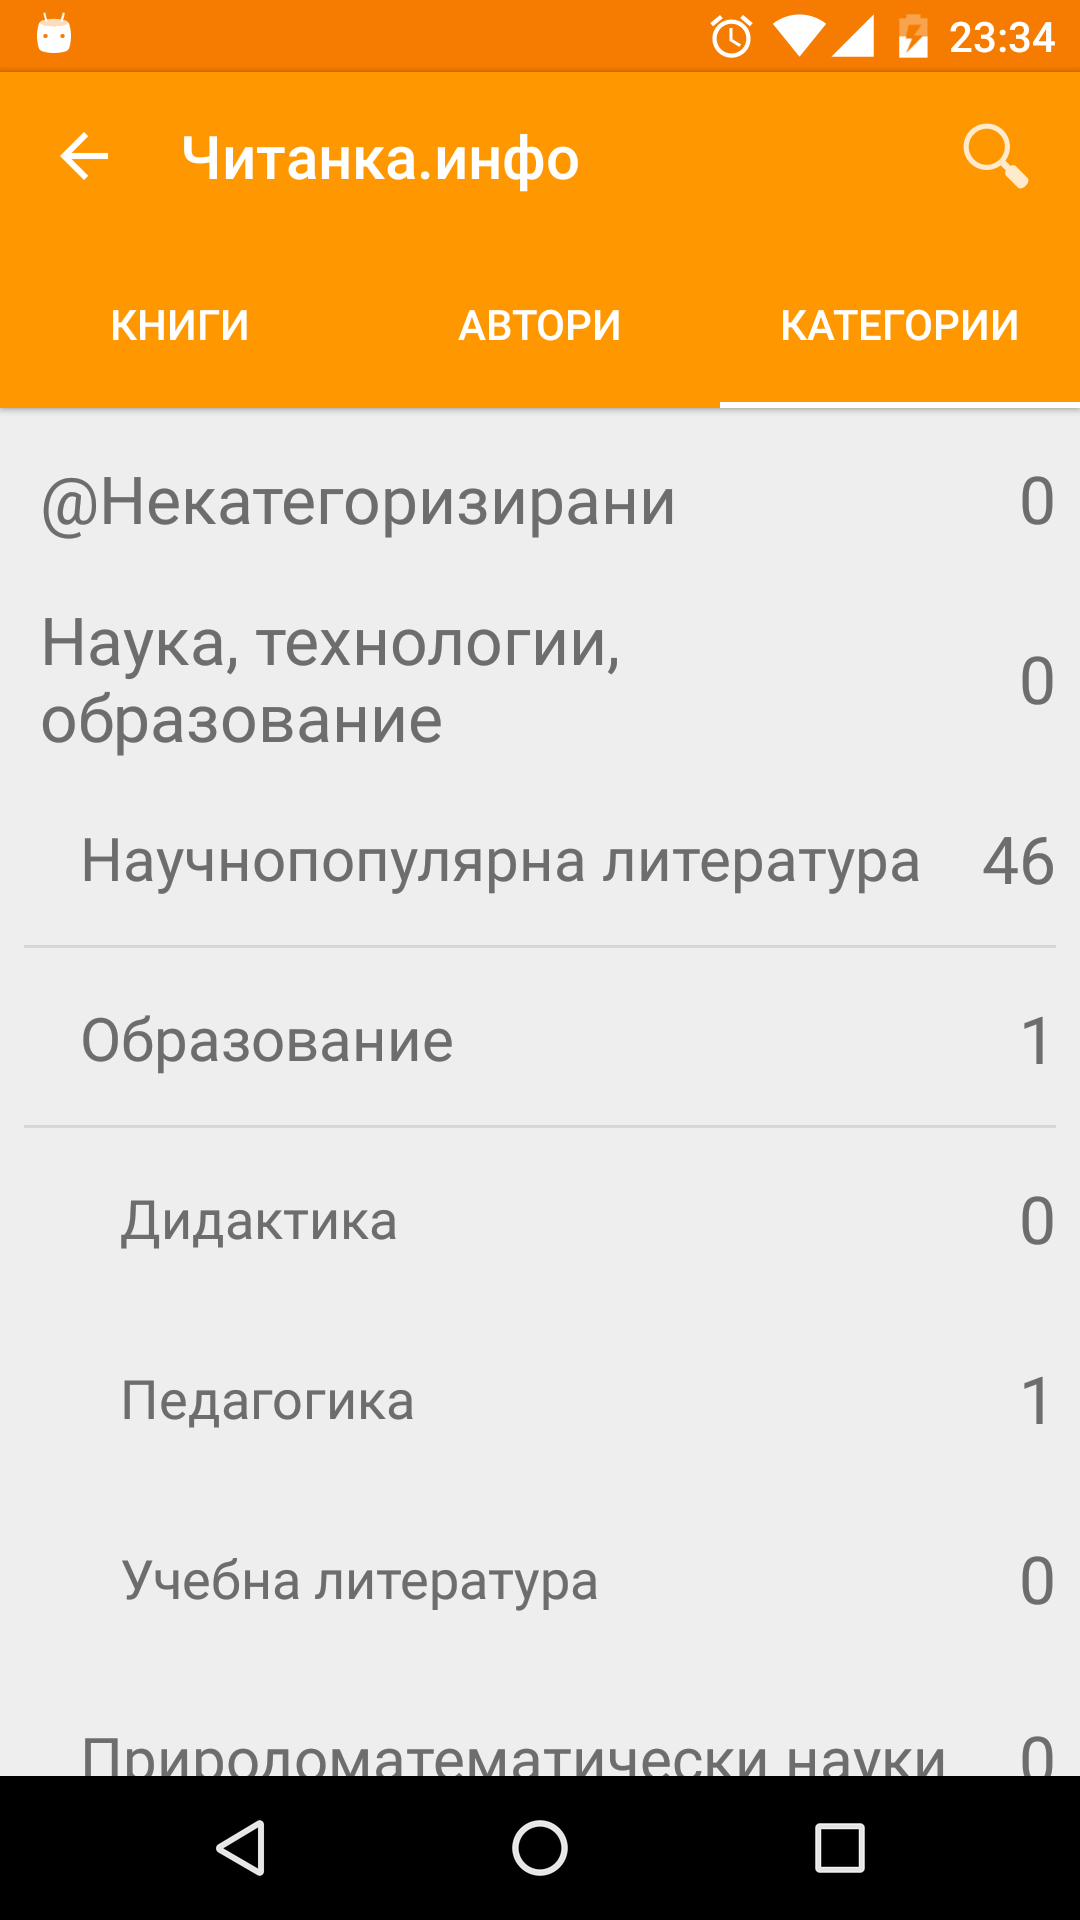 23:34
Читанка.инфо
КНИГИ АВТОРИ КАТЕГОРИИ
@Некатегоризирани 0
Наука, технологии,
образование 0
Научнопопулярна литература 46
Образование 1
Дидактика 0
Педагогика 1
Учебна литература 0
Природоматематически науки 0